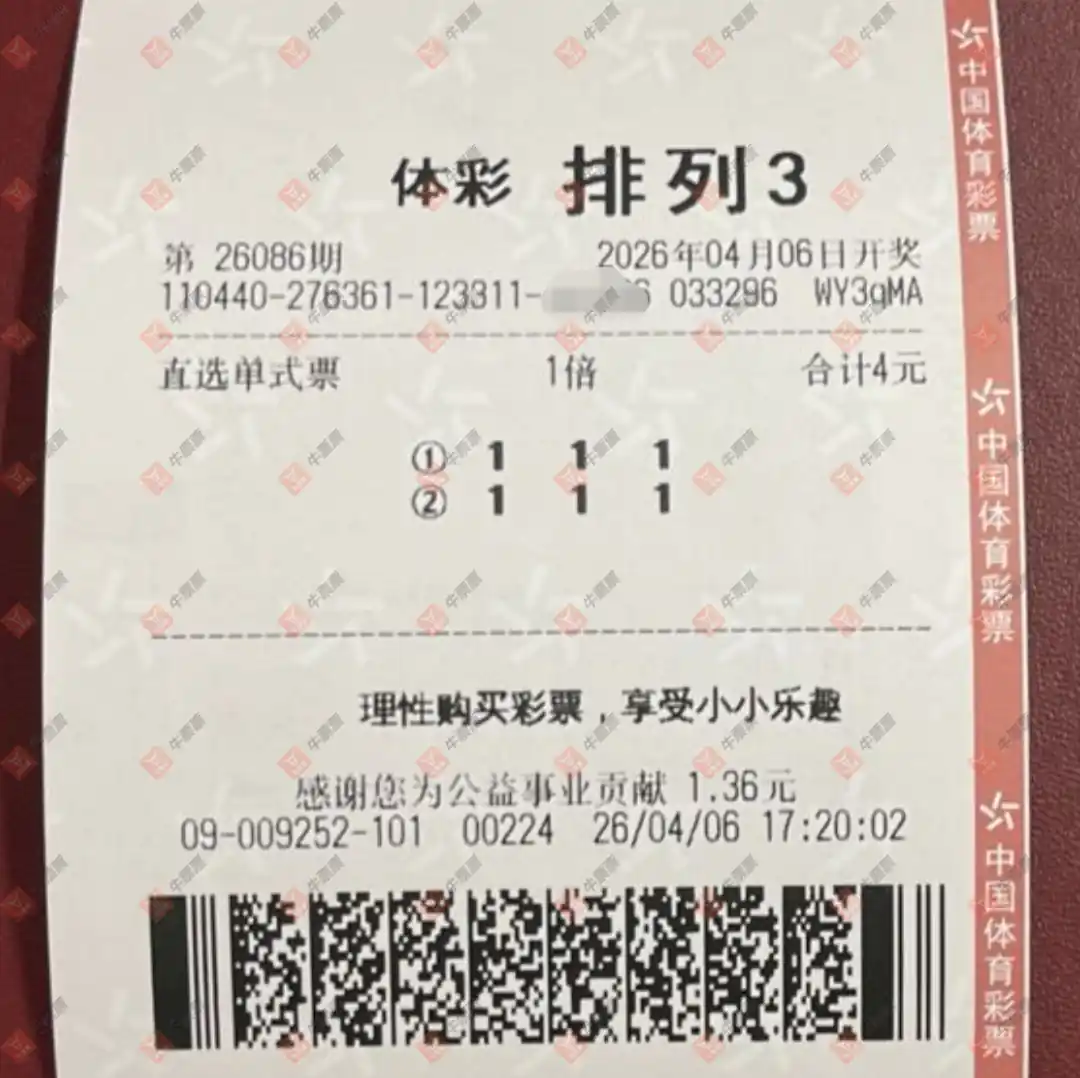 体彩 排列3
第 26086期 2026年04月06日开奖
110440-276361-123311- 6 033296 WY3qMA
直选单式票 1倍 合计4元
① 1 1 1
② 1 1 1
理性购买彩票，享受小小乐趣
感谢您为公益事业贡献 1.36元
09-009252-101 00224 26/04/06 17:20:02
中国体育彩票
中国体育彩票
中国体育彩票
牛票票